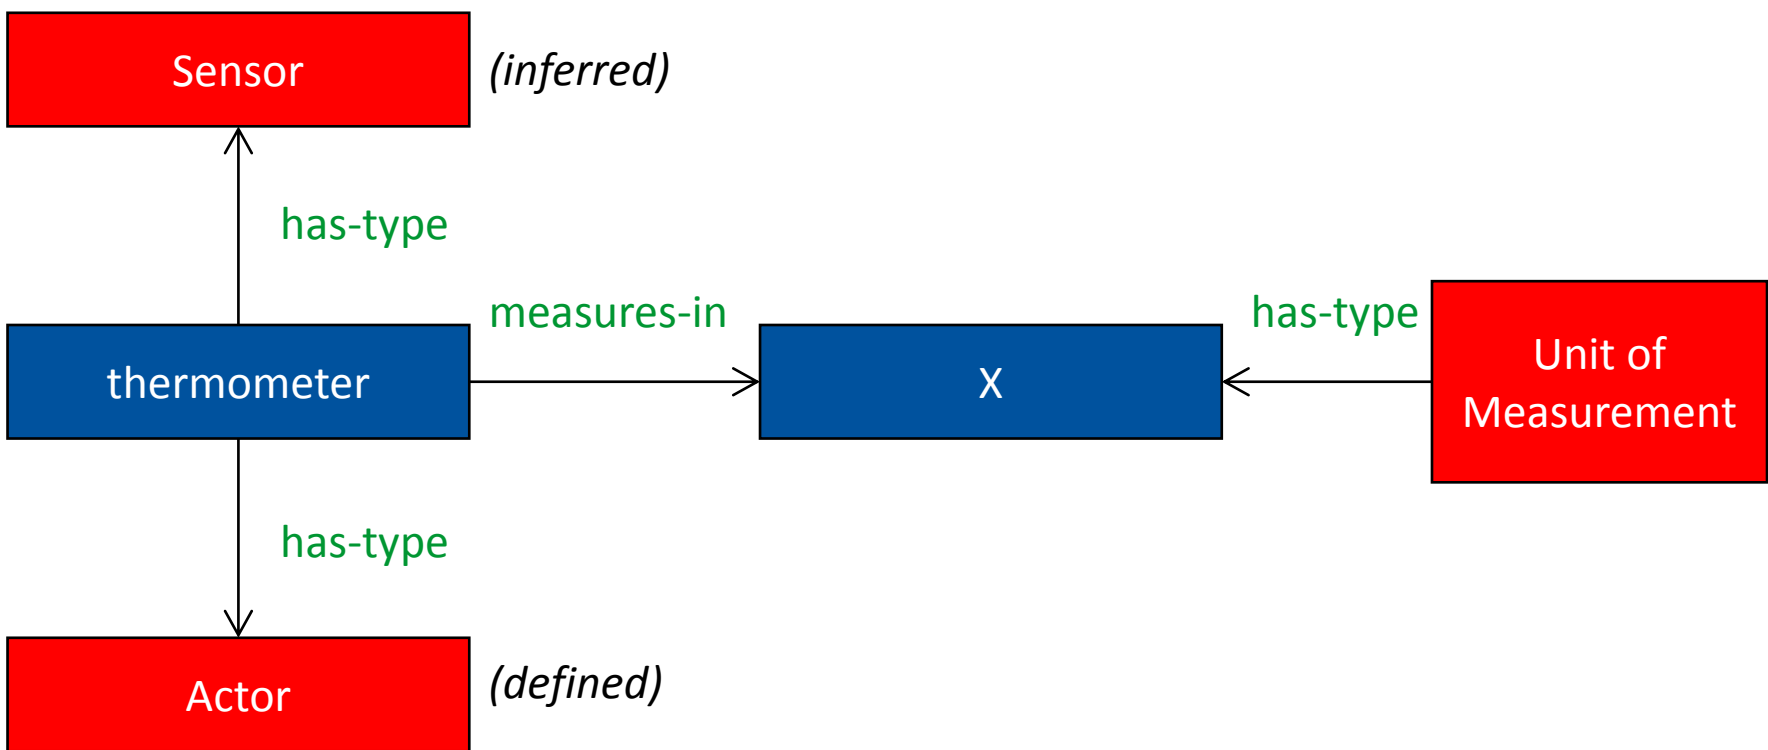 Sensor
(inferred)
has-type
measures-in
has-type
thermometer
X
Unit of
Measurement
has-type
Actor
(defined)